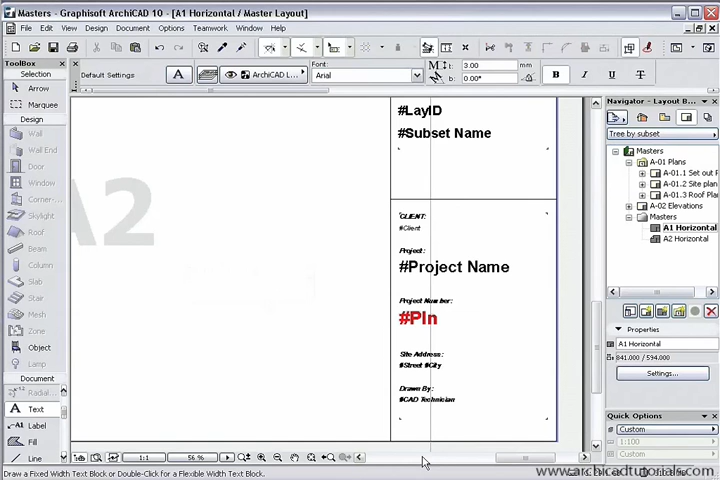 Masters - Graphisoft ArchiCAD 10 - [A1 Horizontal / Master Layout]
File Edit View Design Document Options Teamwork Window Help
ToolBox
Selection
Arrow
Marquee
Design
Wall
Wall End
Door
Window
Corner-...
Skylight
Roof
Beam
Column
Slab
Stair
Mesh
Zone
Object
Lamp
Document
Radial...
Text
Label
Fill
Line
Default Settings
A
ArchiCAD L...
Font:
Arial
M
3.00
mm
b:
0.00°
B I U T
A2
#LayID
#Subset Name
CLIENT:
#Client
Project:
#Project Name
Project Number:
#Pln
Site Address:
#Street #City
Drawn By:
#CAD Technician
1:1
56 %
Navigator - Layout B...
Tree by subset
Masters
A-01 Plans
A-01.1 Set out F
A-01.2 Site plan
A-01.3 Roof Pla
A-02 Elevations
Masters
A1 Horizontal
A2 Horizontal
Properties
A1 Horizontal
841.000 / 594.000
Settings...
Quick Options
Custom
1:100
Custom
Draw a Fixed Width Text Block or Double-Click for a Flexible Width Text Block.
www.archicadtutorials.com